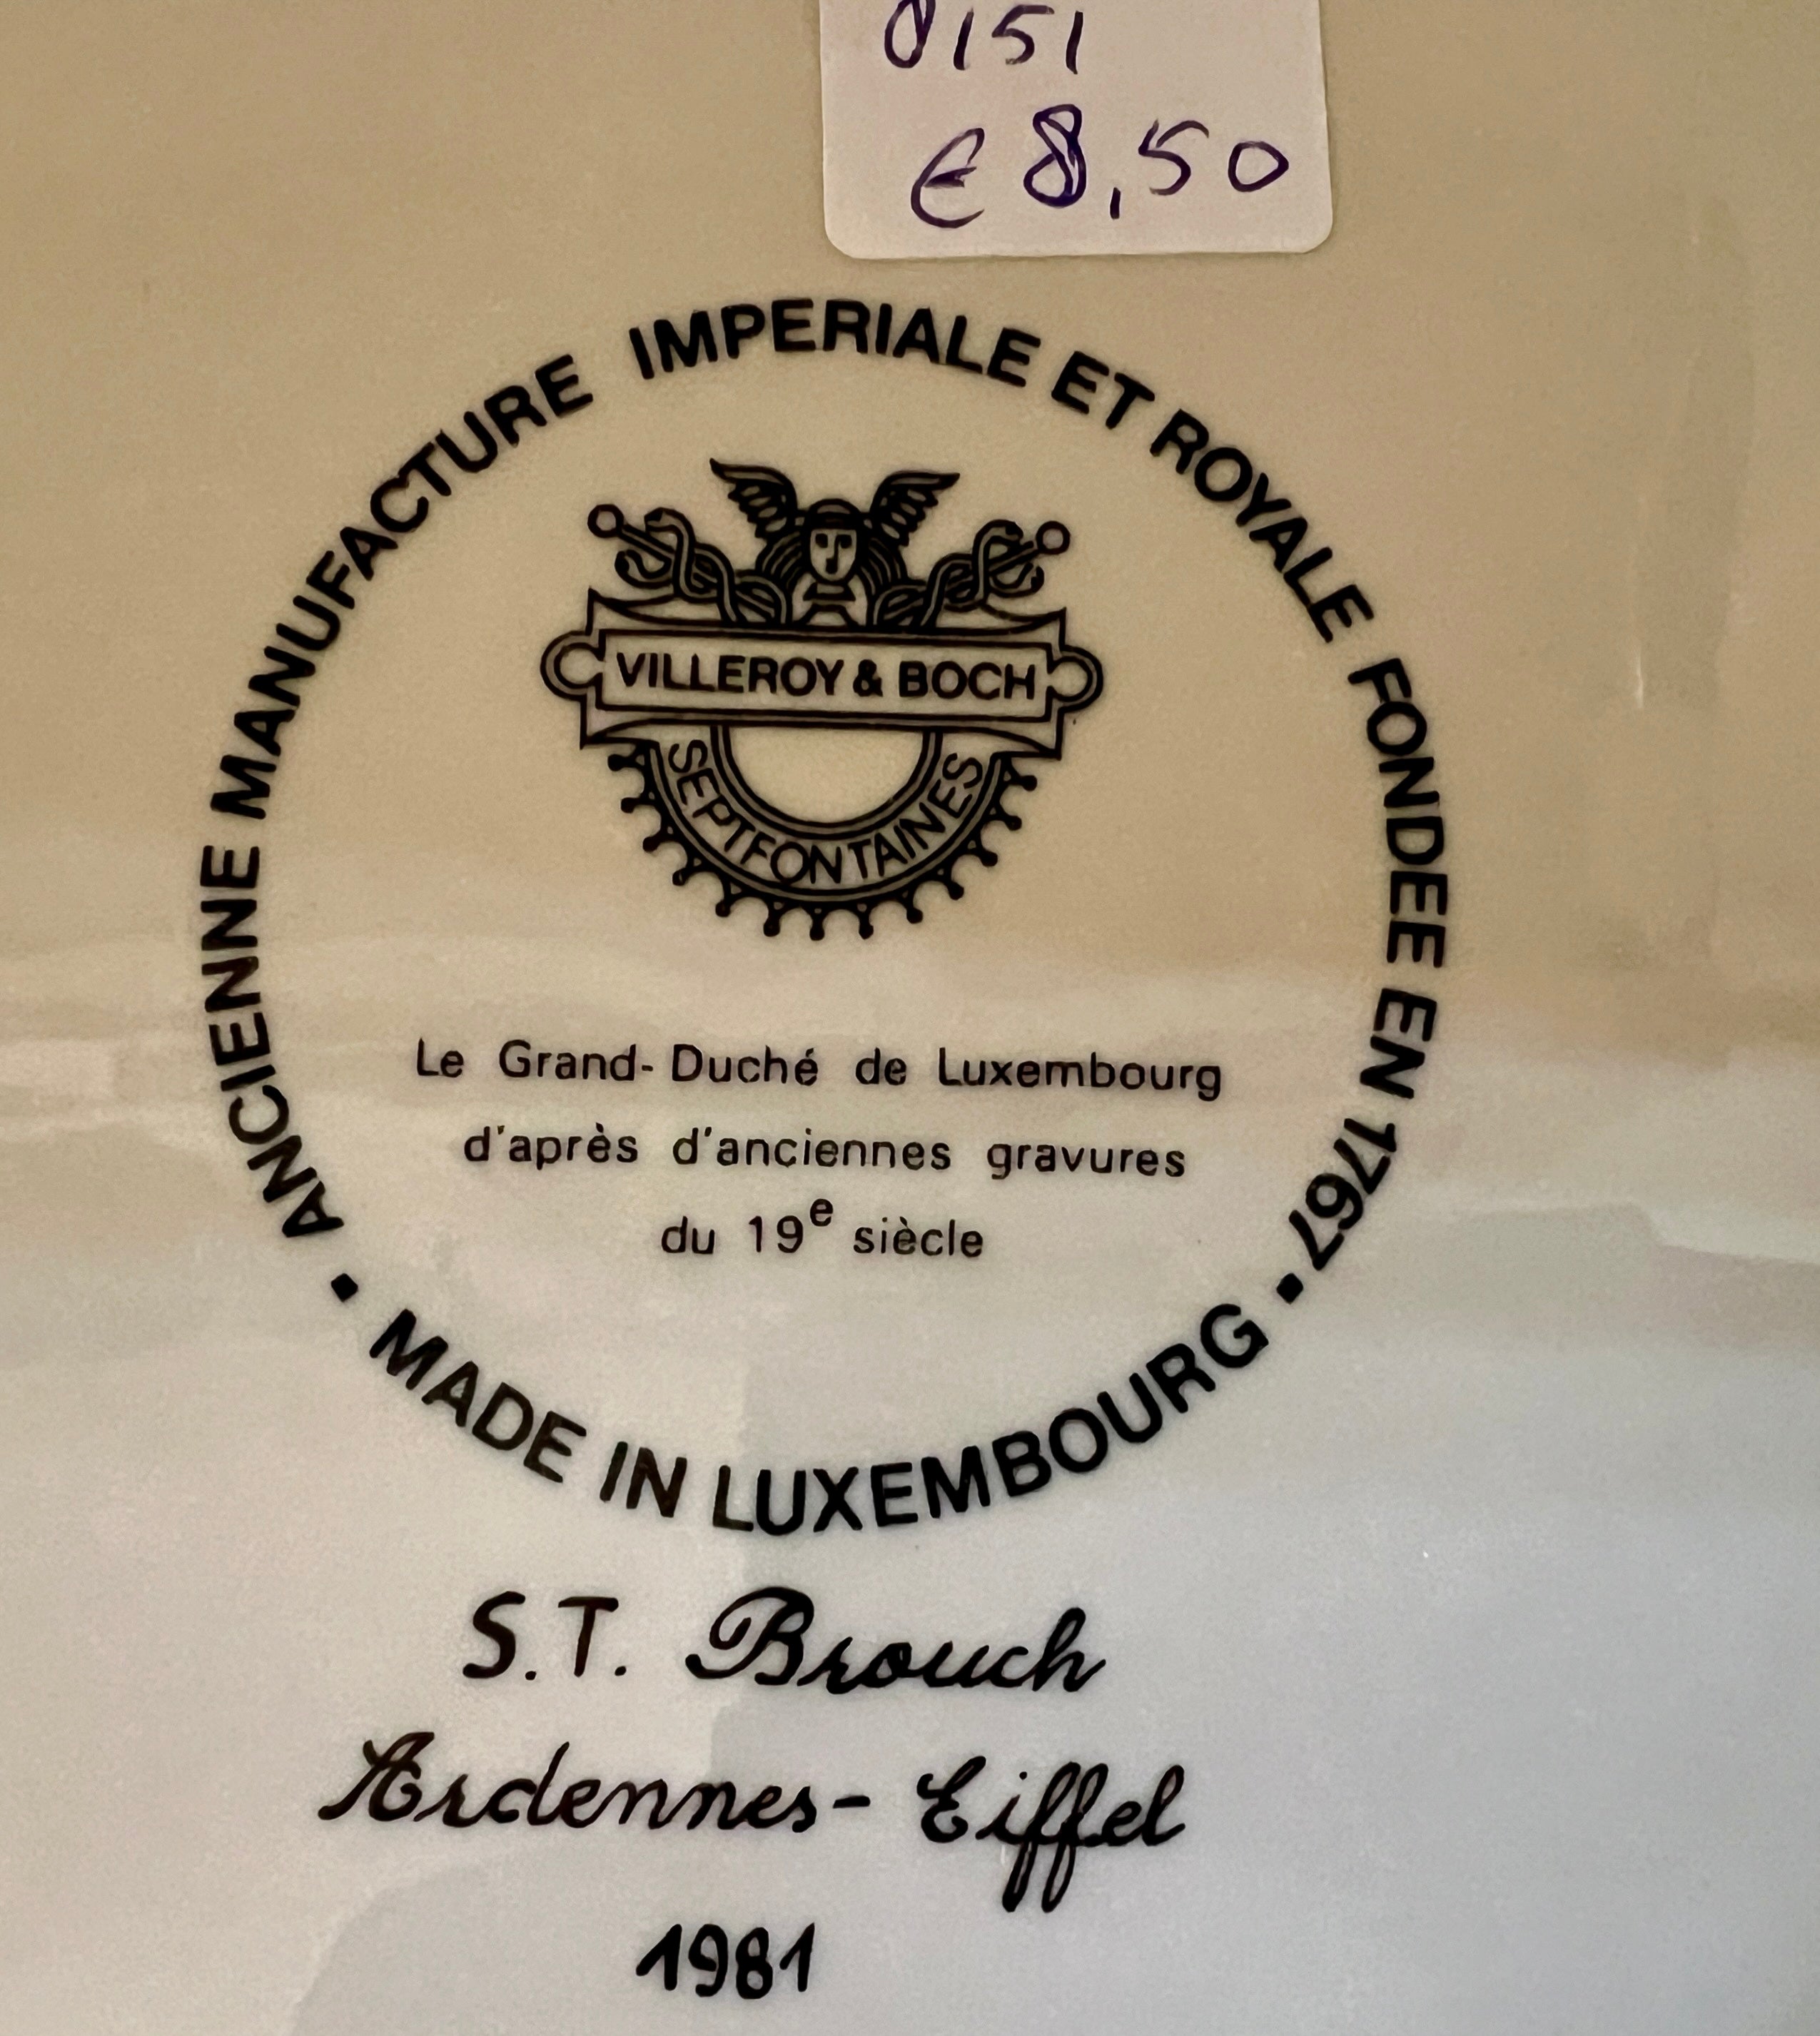 0151
€ 8,50
ANCIENNE MANUFACTURE IMPERIALE ET ROYALE FONDEE EN 1767 •
VILLEROY & BOCH
SEPTFONTAINES
Le Grand-Duché de Luxembourg
d'après d'anciennes gravures
du 19e siècle
• MADE IN LUXEMBOURG
S.T. Brouch
Ardennes-Eiffel
1981